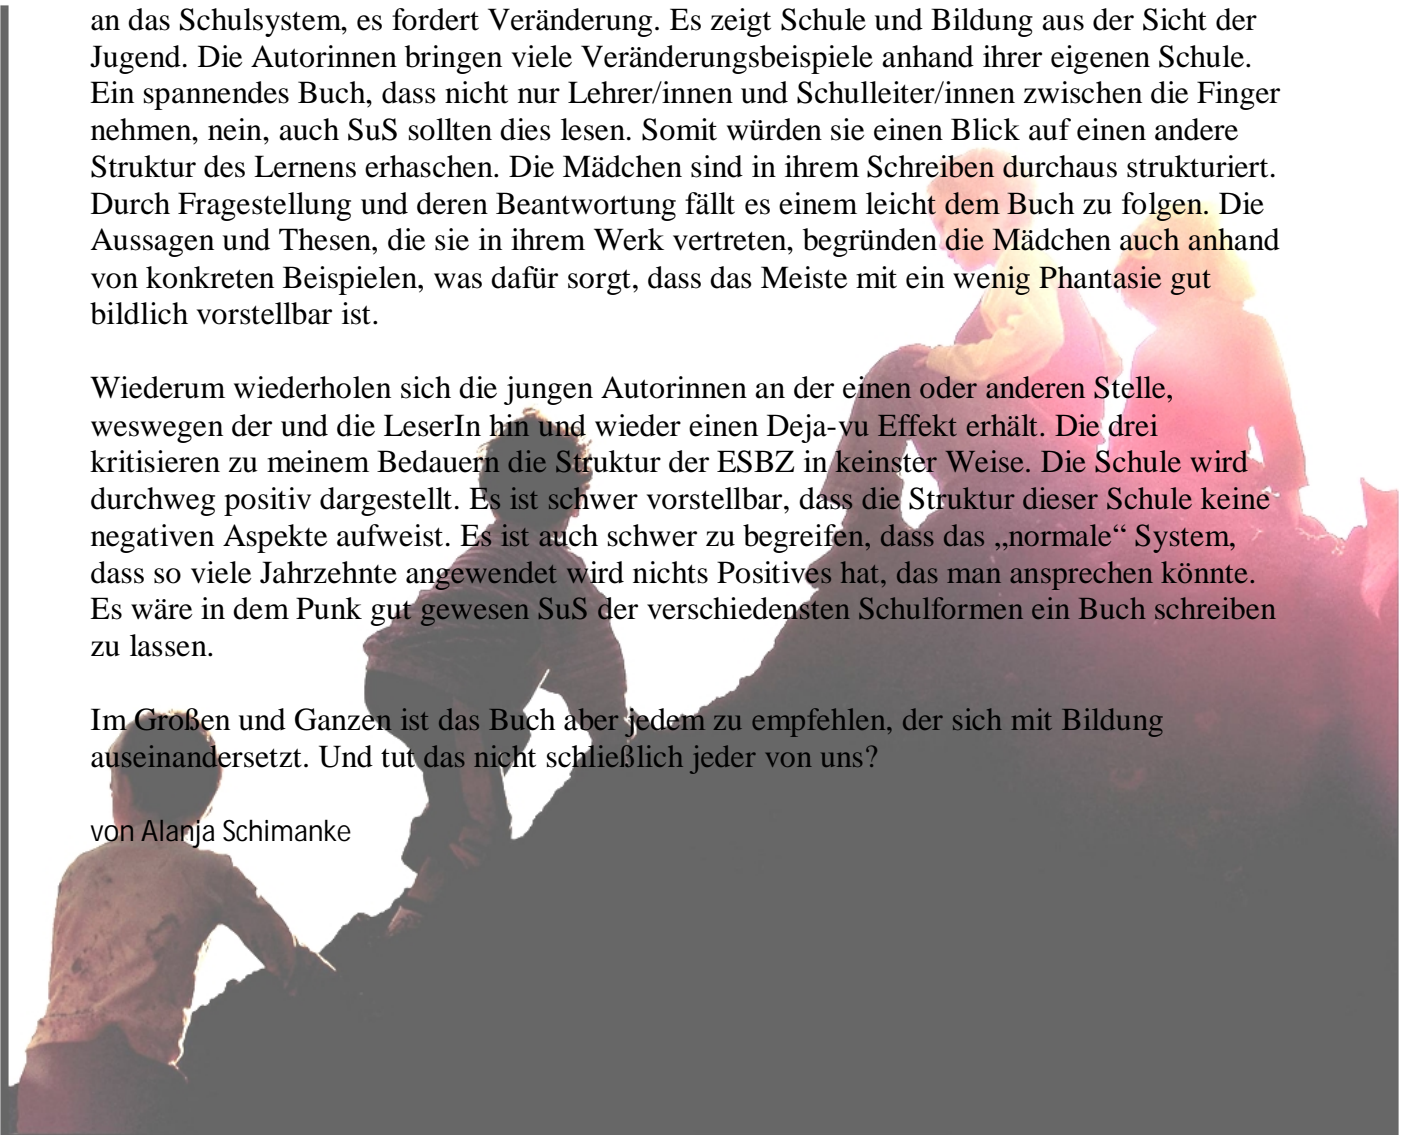 an das Schulsystem, es fordert Veränderung. Es zeigt Schule und Bildung aus der Sicht der
Jugend. Die Autorinnen bringen viele Veränderungsbeispiele anhand ihrer eigenen Schule.
Ein spannendes Buch, dass nicht nur Lehrer/innen und Schulleiter/innen zwischen die Finger
nehmen, nein, auch SuS sollten dies lesen. Somit würden sie einen Blick auf einen andere
Struktur des Lernens erhaschen. Die Mädchen sind in ihrem Schreiben durchaus strukturiert.
Durch Fragestellung und deren Beantwortung fällt es einem leicht dem Buch zu folgen. Die
Aussagen und Thesen, die sie in ihrem Werk vertreten, begründen die Mädchen auch anhand
von konkreten Beispielen, was dafür sorgt, dass das Meiste mit ein wenig Phantasie gut
bildlich vorstellbar ist.
Wiederum wiederholen sich die jungen Autorinnen an der einen oder anderen Stelle,
weswegen der und die LeserIn hin und wieder einen Deja-vu Effekt erhält. Die drei
kritisieren zu meinem Bedauern die Struktur der ESBZ in keinster Weise. Die Schule wird
durchweg positiv dargestellt. Es ist schwer vorstellbar, dass die Struktur dieser Schule keine
negativen Aspekte aufweist. Es ist auch schwer zu begreifen, dass das „normale“ System,
dass so viele Jahrzehnte angewendet wird nichts Positives hat, das man ansprechen könnte.
Es wäre in dem Punk gut gewesen SuS der verschiedensten Schulformen ein Buch schreiben
zu lassen.
Im Großen und Ganzen ist das Buch aber jedem zu empfehlen, der sich mit Bildung
auseinandersetzt. Und tut das nicht schließlich jeder von uns?
von Alanja Schimanke